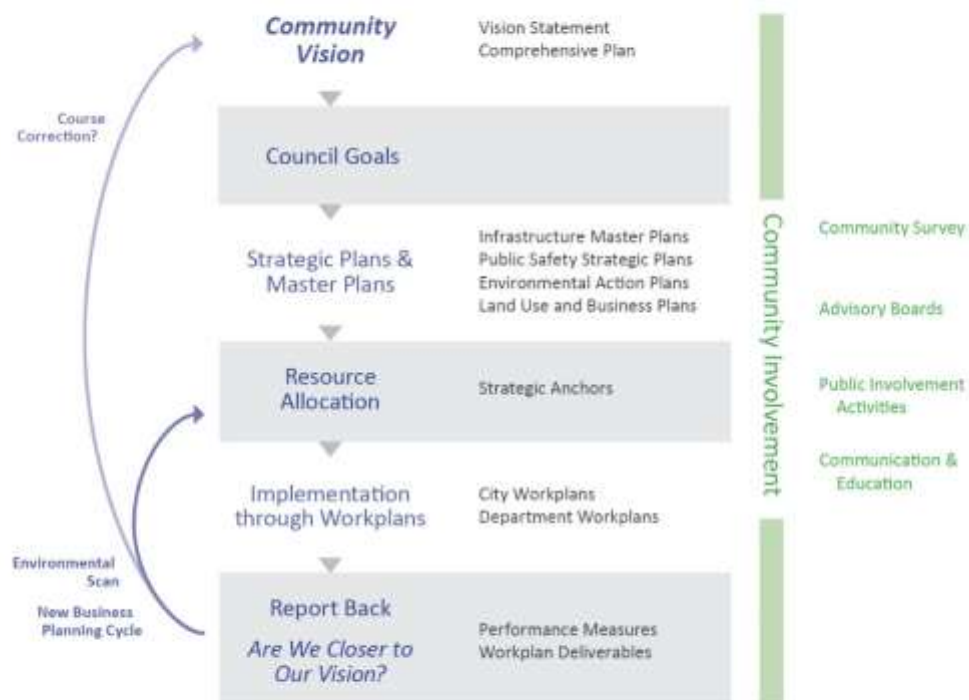 Community
Vision
Vision Statement
Comprehensive Plan
Course
Correction?
Council Goals
Strategic Plans &
Master Plans
Infrastructure Master Plans
Public Safety Strategic Plans
Environmental Action Plans
Land Use and Business Plans
Resource
Allocation
Strategic Anchors
Implementation
through Workplans
City Workplans
Department Workplans
Environmental
Scan
New Business
Planning Cycle
Report Back
Are We Closer to
Our Vision?
Performance Measures
Workplan Deliverables
Community Involvement
Community Survey
Advisory Boards
Public Involvement
Activities
Communication &
Education